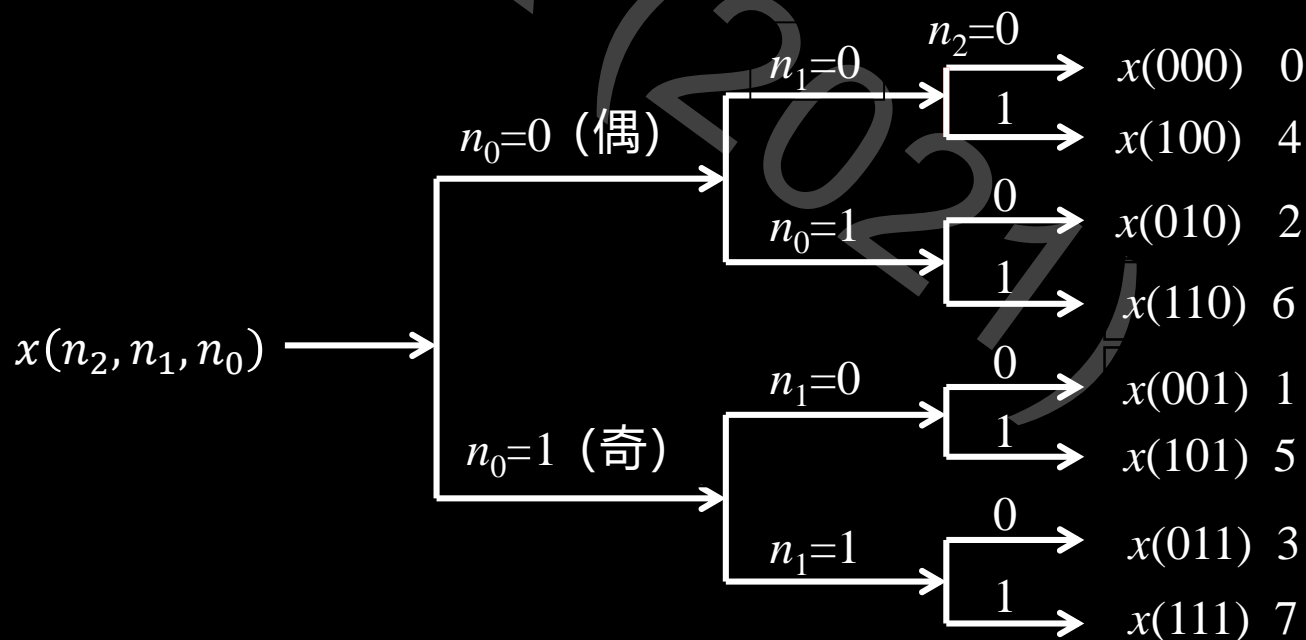 n₂=0
n₁=0
x(000) 0
1
n₀=0（偶）
x(100) 4
0
n₀=1
x(010) 2
1
x(110) 6
x(n₂,n₁,n₀)
0
n₁=0
x(001) 1
1
n₀=1（奇）
x(101) 5
0
n₁=1
x(011) 3
1
x(111) 7
(2021)